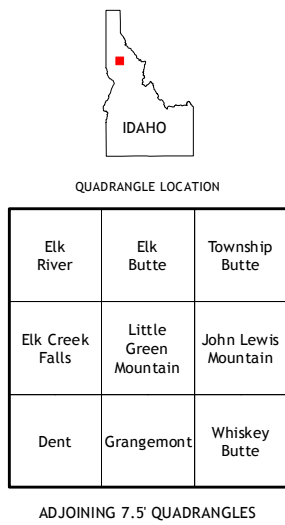 IDAHO
QUADRANGLE LOCATION
Elk
River
Elk
Butte
Township
Butte
Elk Creek
Falls
Little
Green
Mountain
John Lewis
Mountain
Dent
Grangemont
Whiskey
Butte
ADJOINING 7.5' QUADRANGLES